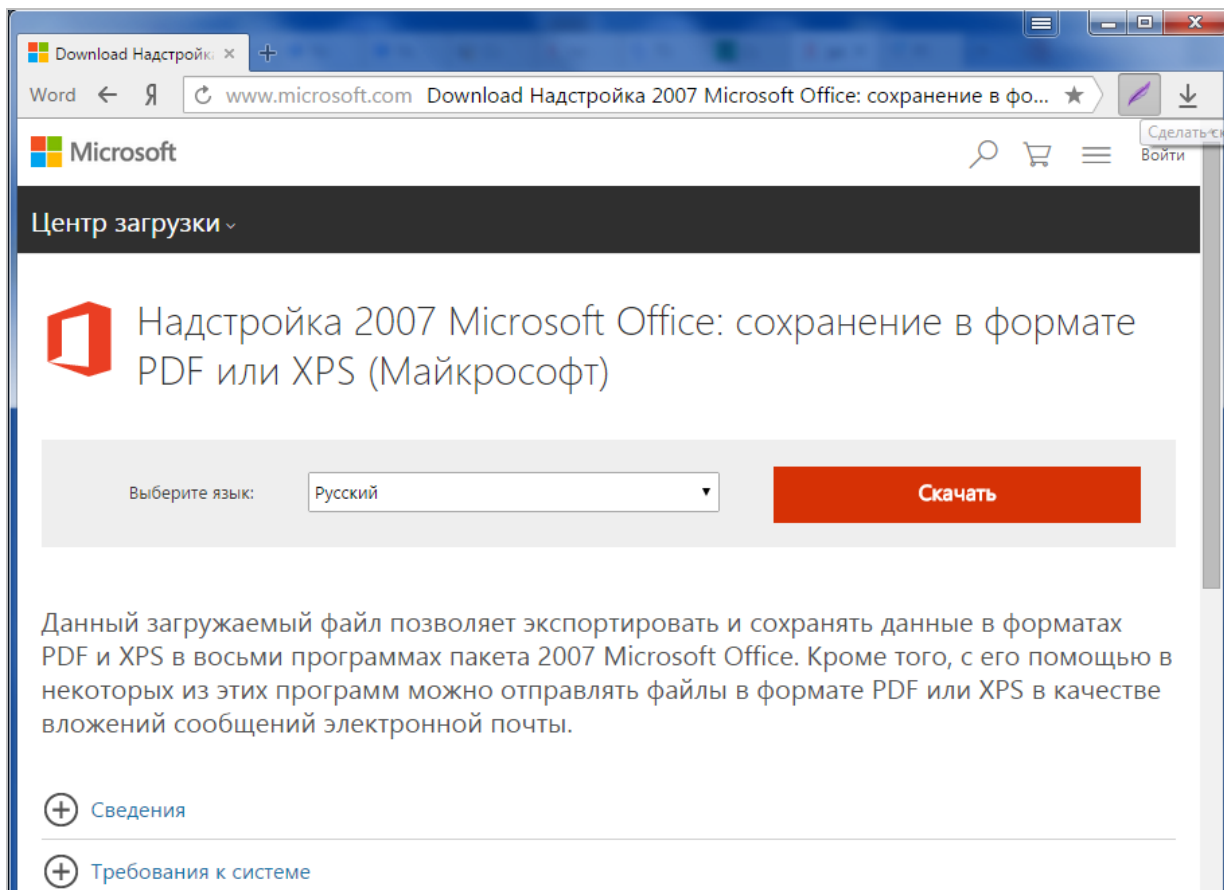 Download Надстройк
Word
Я
www.microsoft.com Download Надстройка 2007 Microsoft Office: сохранение в фо...
Сделать
Microsoft
Войти
Центр загрузки
Надстройка 2007 Microsoft Office: сохранение в формате
PDF или XPS (Майкрософт)
Выберите язык:
Русский
Скачать
Данный загружаемый файл позволяет экспортировать и сохранять данные в форматах
PDF и XPS в восьми программах пакета 2007 Microsoft Office. Кроме того, с его помощью в
некоторых из этих программ можно отправлять файлы в формате PDF или XPS в качестве
вложений сообщений электронной почты.
Сведения
Требования к системе